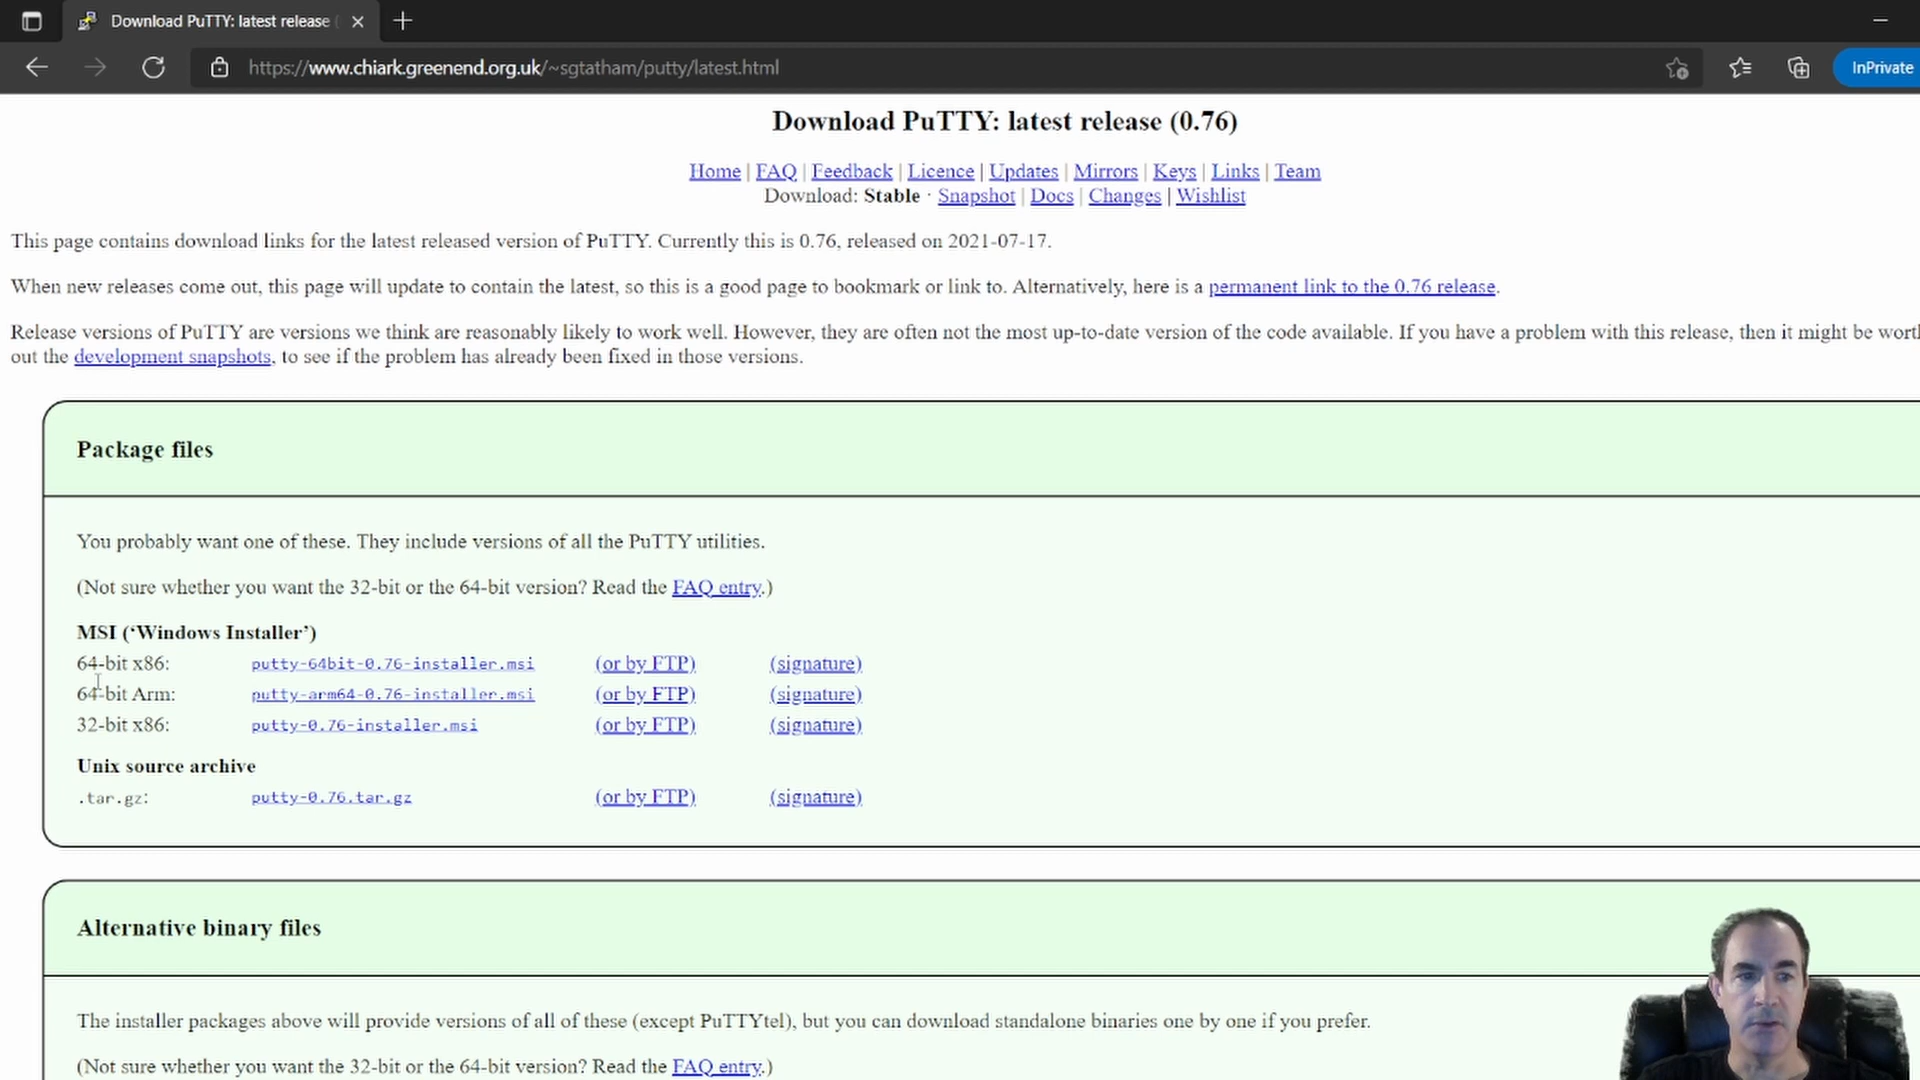 Download PuTTY: latest release (
https://www.chiark.greenend.org.uk/~sgtatham/putty/latest.html
InPrivate
Download PuTTY: latest release (0.76)
Home | FAQ | Feedback | Licence | Updates | Mirrors | Keys | Links | Team
Download: Stable · Snapshot | Docs | Changes | Wishlist
This page contains download links for the latest released version of PuTTY. Currently this is 0.76, released on 2021-07-17.
When new releases come out, this page will update to contain the latest, so this is a good page to bookmark or link to. Alternatively, here is a permanent link to the 0.76 release.
Release versions of PuTTY are versions we think are reasonably likely to work well. However, they are often not the most up-to-date version of the code available. If you have a problem with this release, then it might be
out the development snapshots, to see if the problem has already been fixed in those versions.
Package files
You probably want one of these. They include versions of all the PuTTY utilities.
(Not sure whether you want the 32-bit or the 64-bit version? Read the FAQ entry.)
MSI (‘Windows Installer’)
64-bit x86: putty-64bit-0.76-installer.msi (or by FTP) (signature)
64-bit Arm: putty-arm64-0.76-installer.msi (or by FTP) (signature)
32-bit x86: putty-0.76-installer.msi (or by FTP) (signature)
Unix source archive
.tar.gz: putty-0.76.tar.gz (or by FTP) (signature)
Alternative binary files
The installer packages above will provide versions of all of these (except PuTTYtel), but you can download standalone binaries one by one if you prefer.
(Not sure whether you want the 32-bit or the 64-bit version? Read the FAQ entry.)